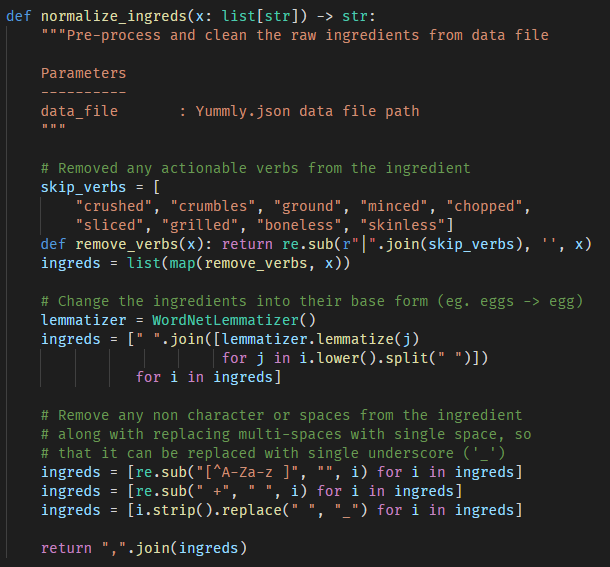 def normalize_ingreds(x: list[str]) -> str:
    """Pre-process and clean the raw ingredients from data file

    Parameters
    ----------
    data_file       : Yummly.json data file path
    """

    # Removed any actionable verbs from the ingredient
    skip_verbs = [
        "crushed", "crumbles", "ground", "minced", "chopped",
        "sliced", "grilled", "boneless", "skinless"]
    def remove_verbs(x): return re.sub(r"|".join(skip_verbs), '', x)
    ingreds = list(map(remove_verbs, x))

    # Change the ingredients into their base form (eg. eggs -> egg)
    lemmatizer = WordNetLemmatizer()
    ingreds = [" ".join([lemmatizer.lemmatize(j)
                         for j in i.lower().split(" ")])
               for i in ingreds]

    # Remove any non character or spaces from the ingredient
    # along with replacing multi-spaces with single space, so
    # that it can be replaced with single underscore ('_')
    ingreds = [re.sub("[^A-Za-z ]", "", i) for i in ingreds]
    ingreds = [re.sub(" +", " ", i) for i in ingreds]
    ingreds = [i.strip().replace(" ", "_") for i in ingreds]

    return ",".join(ingreds)